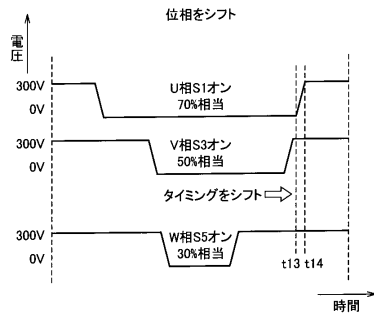 位相をシフト
電圧
300V
0V
U相S1オン
70%相当
300V
0V
V相S3オン
50%相当
タイミングをシフト
300V
0V
W相S5オン
30%相当
t13 t14
時間